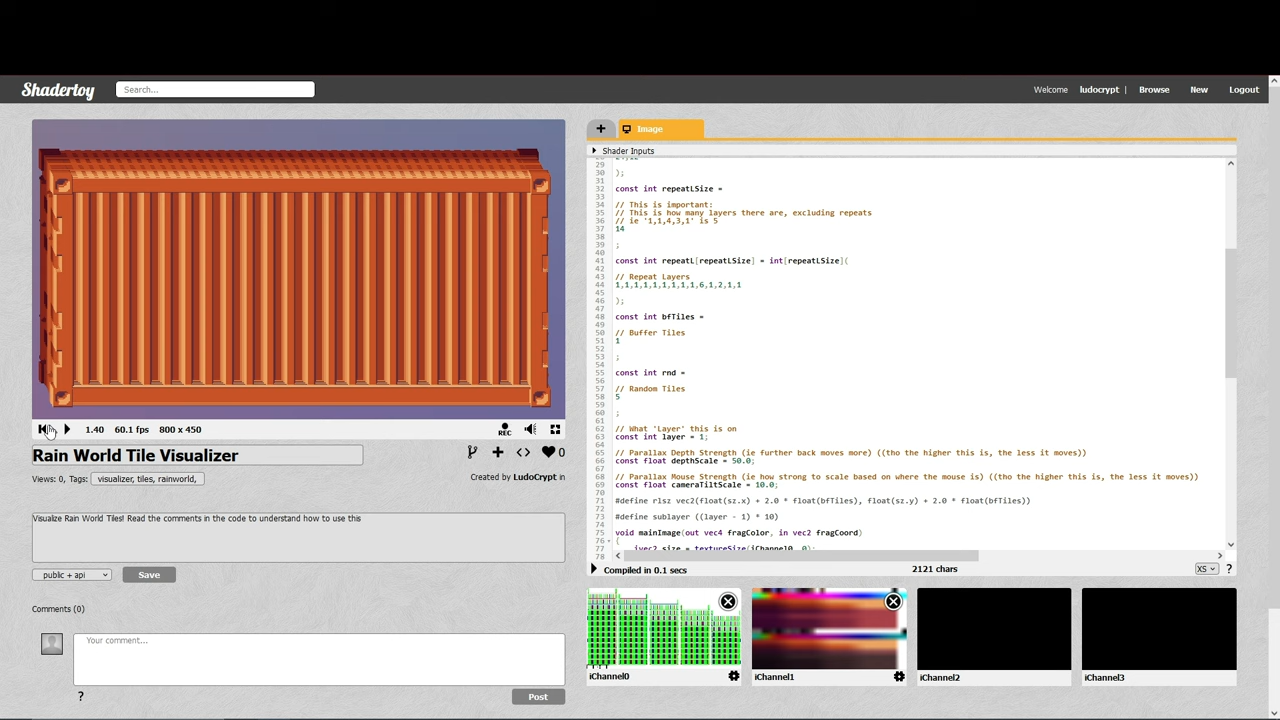 Shadertoy
Search...
Welcome ludocrypt | Browse New Logout
+ Image
Shader Inputs
29
30 );
31
32 const int repeatLSize =
33
34 // This is important:
35 // This is how many layers there are, excluding repeats
36 // ie '1,1,4,3,1' is 5
37 14
38
39 ;
40
41 const int repeatL[repeatLSize] = int[repeatLSize](
42
43 // Repeat Layers
44 1,1,1,1,1,1,1,1,1,6,1,2,1,1
45
46 );
47
48 const int bfTiles =
49
50 // Buffer Tiles
51 1
52
53 ;
54
55 const int rnd =
56
57 // Random Tiles
58 5
59
60 ;
61
62 // What 'Layer' this is on
63 const int layer = 1;
64
65 // Parallax Depth Strength (ie further back moves more) ((tho the higher this is, the less it moves))
66 const float depthScale = 50.0;
67
68 // Parallax Mouse Strength (ie how strong to scale based on where the mouse is) ((tho the higher this is, the less it moves))
69 const float cameraTiltScale = 10.0;
70
71 #define rlsz vec2(float(sz.x) + 2.0 * float(bfTiles), float(sz.y) + 2.0 * float(bfTiles))
72
73 #define sublayer ((layer - 1) * 10)
74
75 void mainImage(out vec4 fragColor, in vec2 fragCoord)
76 {
77 ivec2 size = textureSize(iChannel0, 0);
78
Compiled in 0.1 secs 2121 chars XS ?
iChannel0 iChannel1 iChannel2 iChannel3
1.40 60.1 fps 800 x 450 REC
Rain World Tile Visualizer 0
Views: 0, Tags: visualizer, tiles, rainworld, Created by LudoCrypt in
Visualize Rain World Tiles! Read the comments in the code to understand how to use this
public + api Save
Comments (0)
Your comment...
? Post